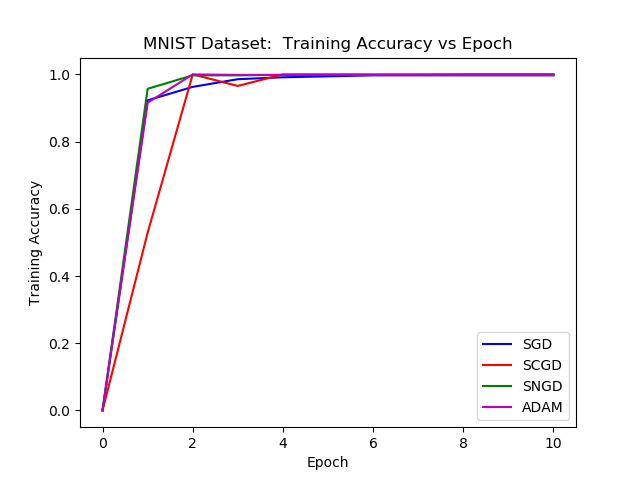 MNIST Dataset:  Training Accuracy vs Epoch
1.0
0.8
0.6
0.4
0.2
0.0
Training Accuracy
SGD
SCGD
SNGD
ADAM
0 2 4 6 8 10
Epoch